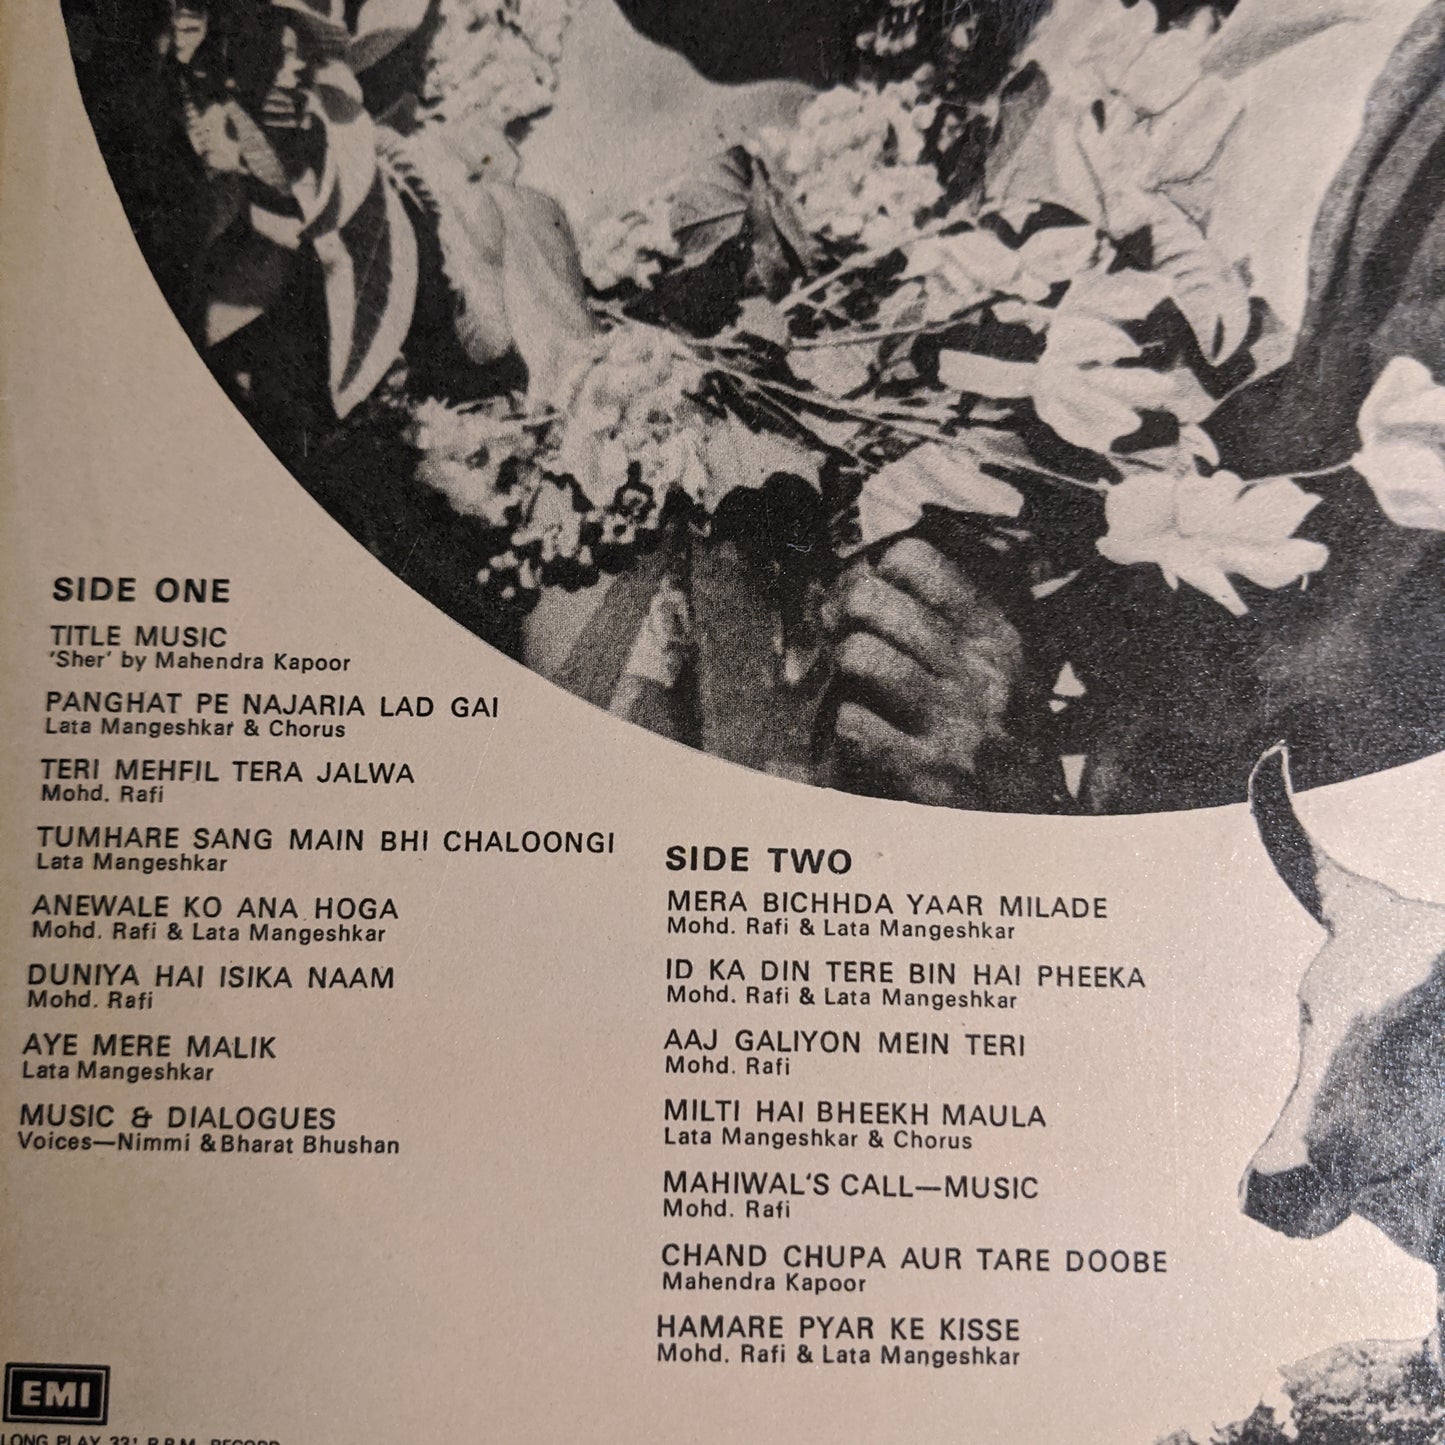 SIDE ONE
TITLE MUSIC
'Sher' by Mahendra Kapoor
PANGHAT PE NAJARIA LAD GAI
Lata Mangeshkar & Chorus
TERI MEHFIL TERA JALWA
Mohd. Rafi
TUMHARE SANG MAIN BHI CHALOONGI
Lata Mangeshkar
ANEWALE KO ANA HOGA
Mohd. Rafi & Lata Mangeshkar
DUNIYA HAI ISIKA NAAM
Mohd. Rafi
AYE MERE MALIK
Lata Mangeshkar
MUSIC & DIALOGUES
Voices—Nimmi & Bharat Bhushan
SIDE TWO
MERA BICHHDA YAAR MILADE
Mohd. Rafi & Lata Mangeshkar
ID KA DIN TERE BIN HAI PHEEKA
Mohd. Rafi & Lata Mangeshkar
AAJ GALIYON MEIN TERI
Mohd. Rafi
MILTI HAI BHEEKH MAULA
Lata Mangeshkar & Chorus
MAHIWAL'S CALL—MUSIC
Mohd. Rafi
CHAND CHUPA AUR TARE DOOBE
Mahendra Kapoor
HAMARE PYAR KE KISSE
Mohd. Rafi & Lata Mangeshkar
EMI
LONG PLAY R.P.M. RECORD